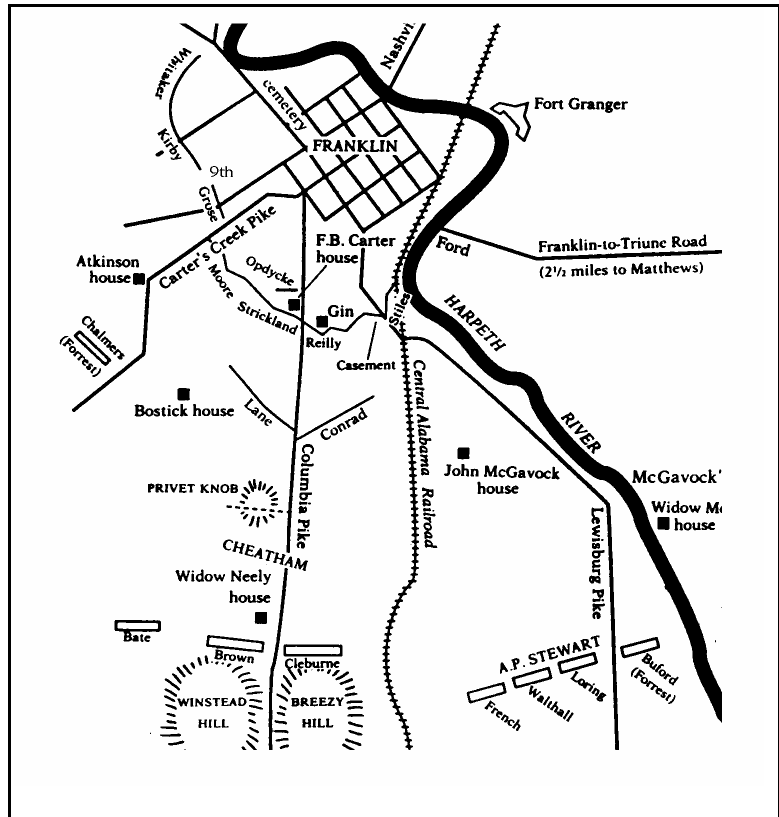 Nashvi
Whitaker
cemetery
Fort Granger
Kirby
FRANKLIN
9th
Grose
Carter's Creek Pike
F.B. Carter
house
Ford
Franklin-to-Triune Road
(2½ miles to Matthews)
Atkinson
house
Opdycke
Moore
Strickland
Gin
Reilly
Stiles
HARPETH
RIVER
Chalmers
(Forrest)
Casement
Central Alabama Railroad
Bostick house
Lane
Conrad
Columbia Pike
John McGavock
house
McGavock'
Widow Mc
house
PRIVET KNOB
Lewisburg Pike
CHEATHAM
Widow Neely
house
Bate
Brown
Cleburne
A.P. STEWART
French
Walthall
Loring
Buford
(Forrest)
WINSTEAD
HILL
BREEZY
HILL